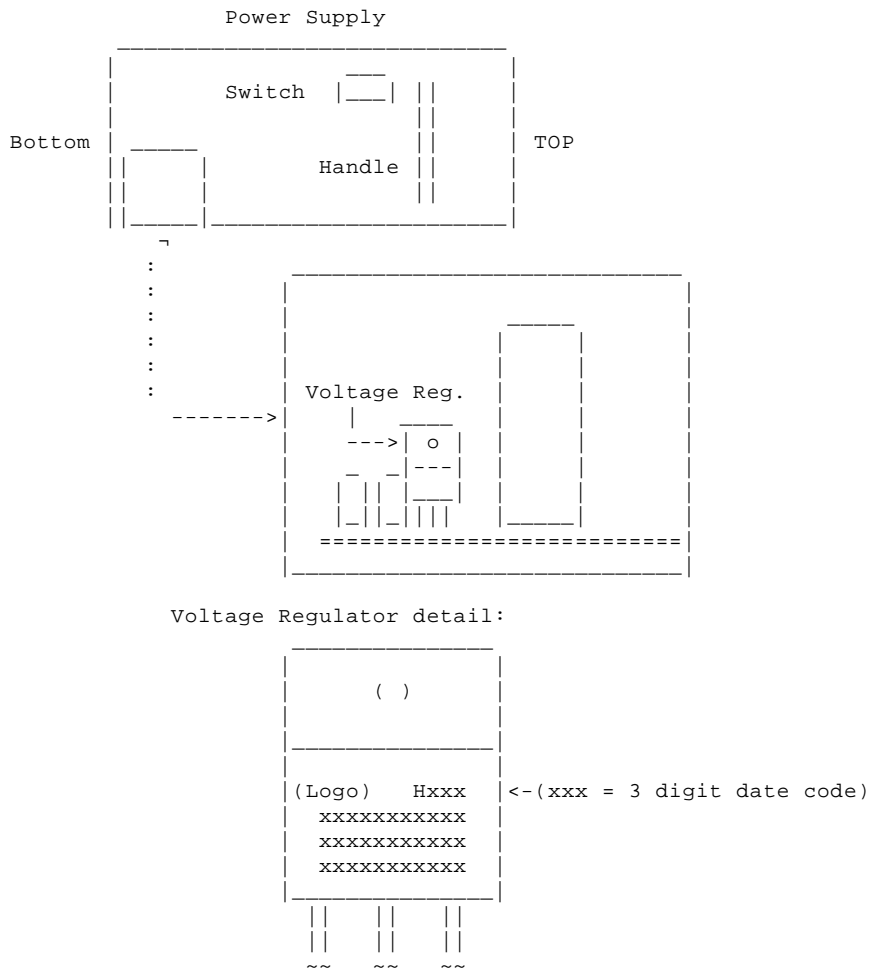 Power Supply
Switch
Bottom
TOP
Handle
Voltage Reg.
Voltage Regulator detail:
( )
(Logo) Hxxx <-(xxx = 3 digit date code)
xxxxxxxxxxx
xxxxxxxxxxx
xxxxxxxxxxx